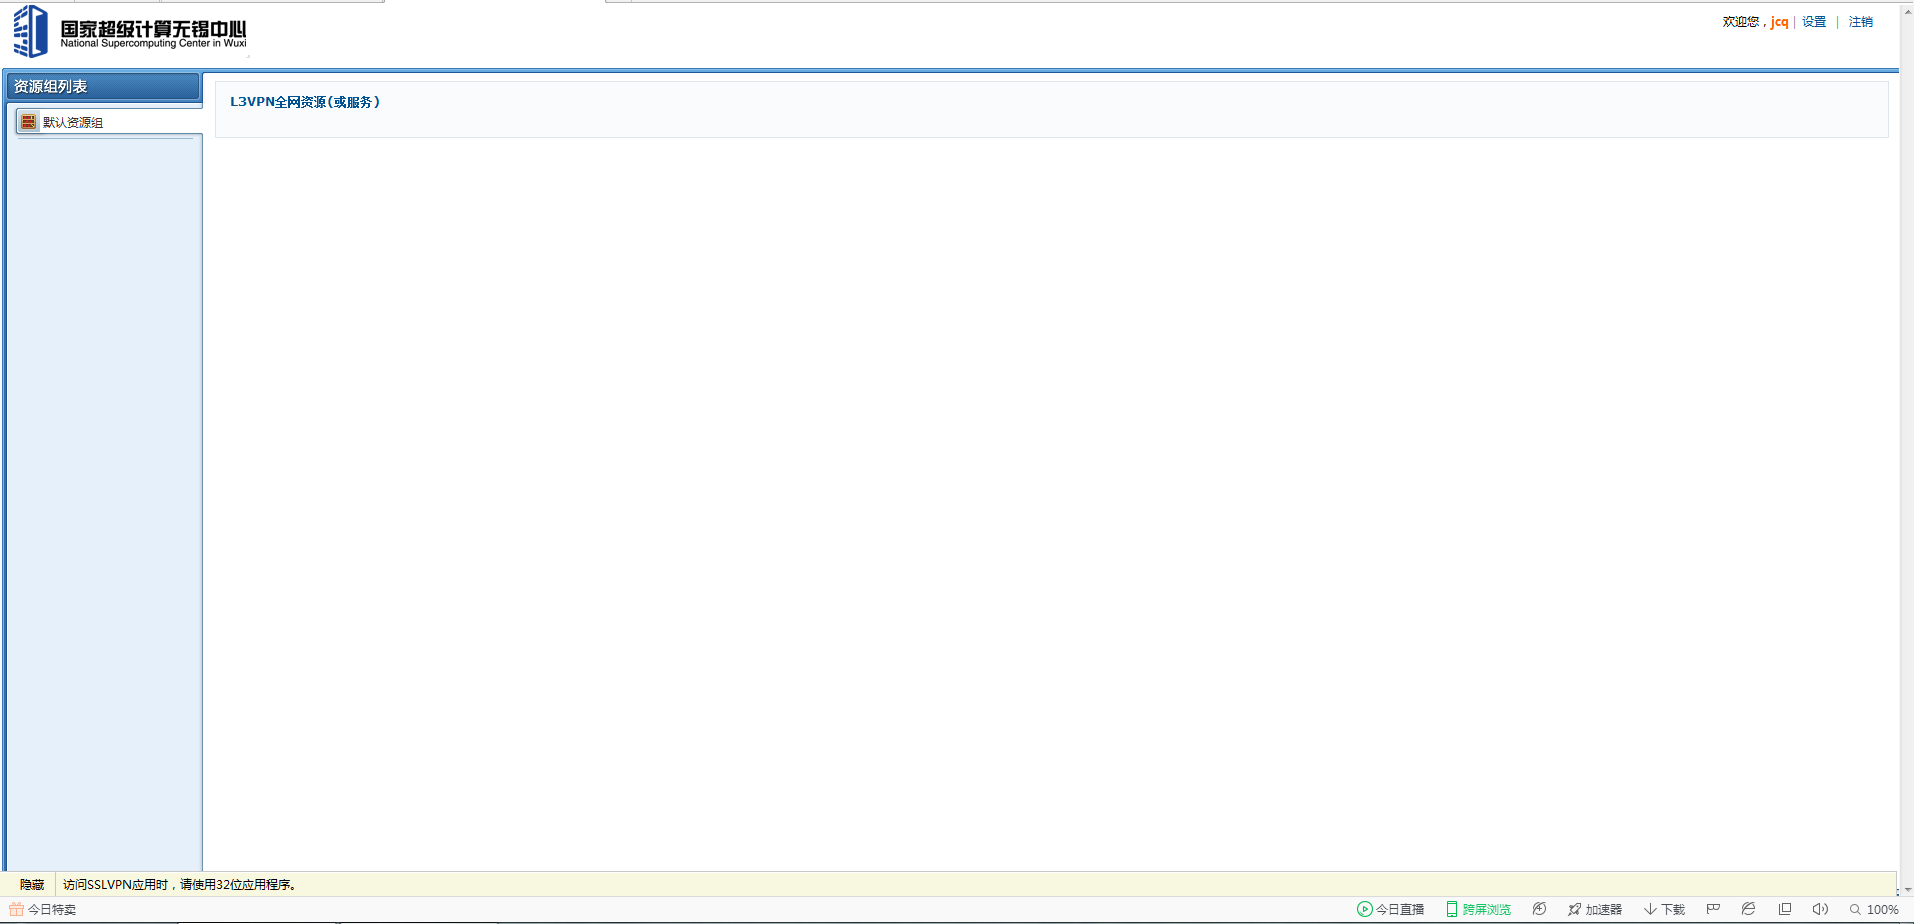 国家超级计算无锡中心
National Supercomputing Center in Wuxi
欢迎您，jcq | 设置 | 注销
资源组列表
默认资源组
L3VPN全网资源(或服务)
隐藏 访问SSLVPN应用时，请使用32位应用程序。
今日特卖 今日直播 跨屏浏览 加速器 下载 100%